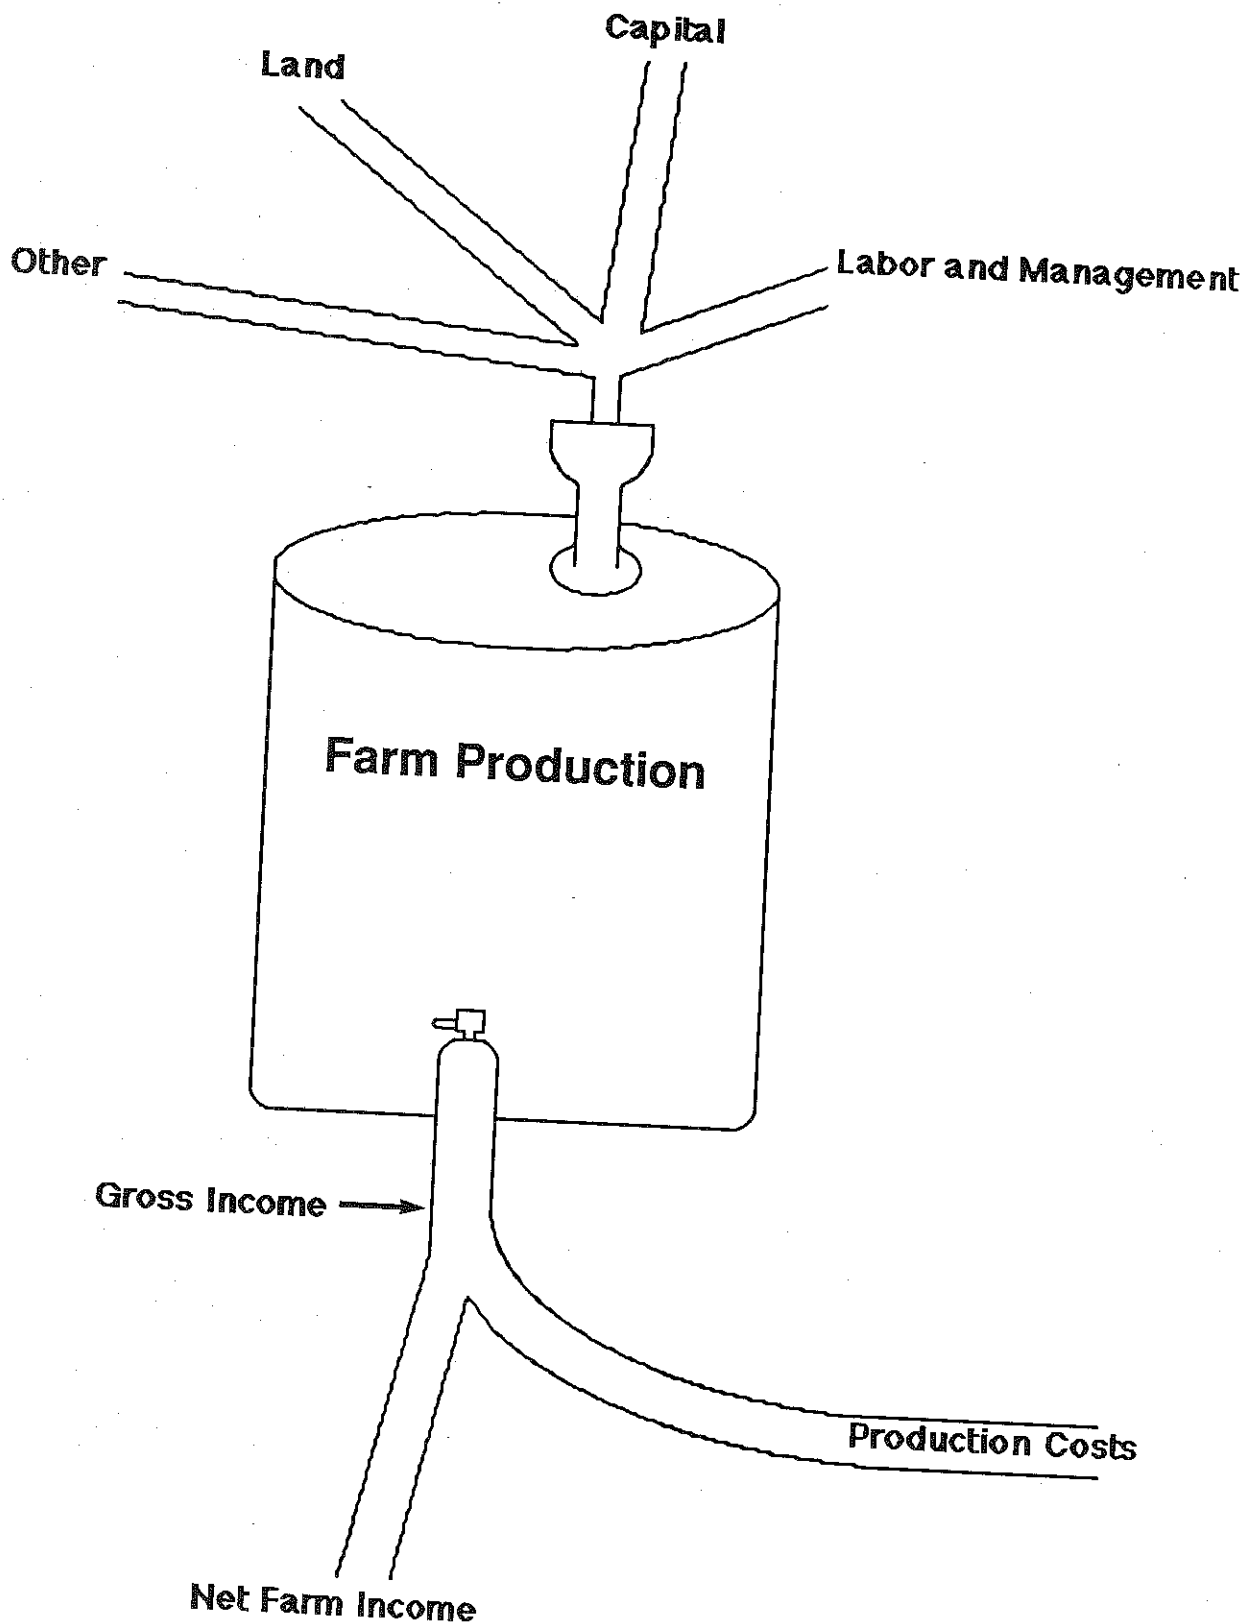 Capital
Land
Other
Labor and Management
Farm Production
Gross Income
Production Costs
Net Farm Income